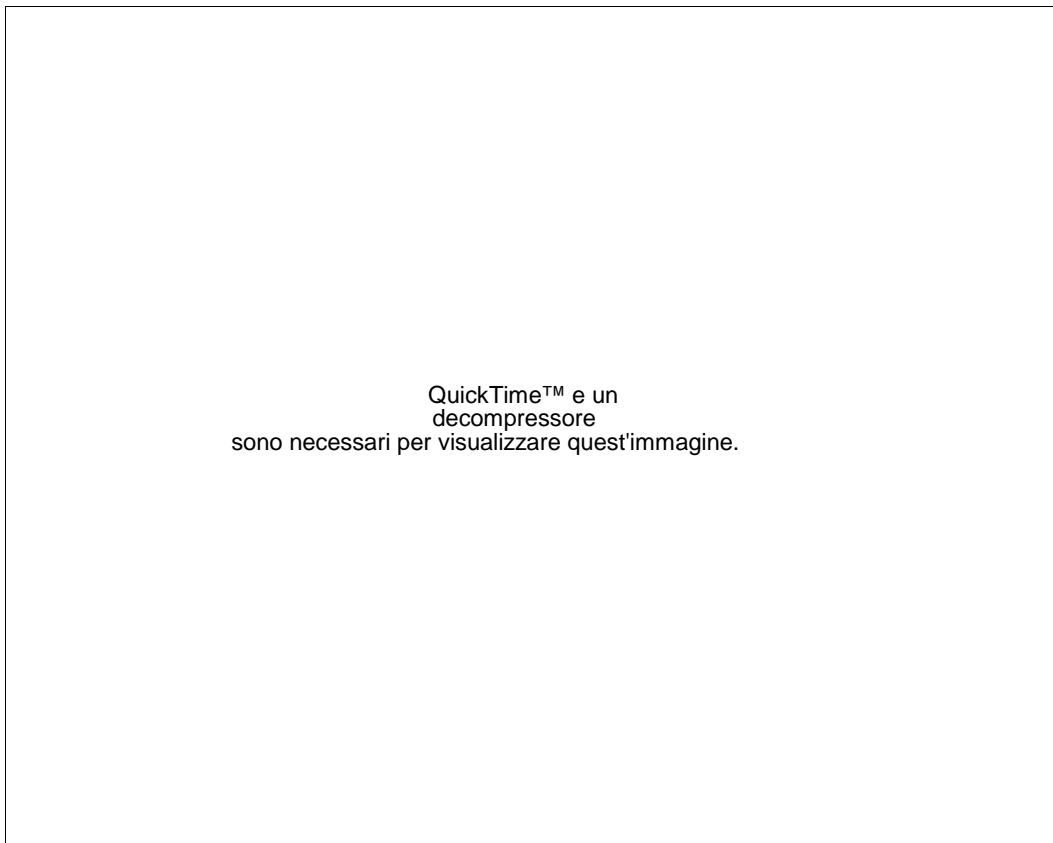 QuickTime™ e un
decompressore
sono necessari per visualizzare quest'immagine.